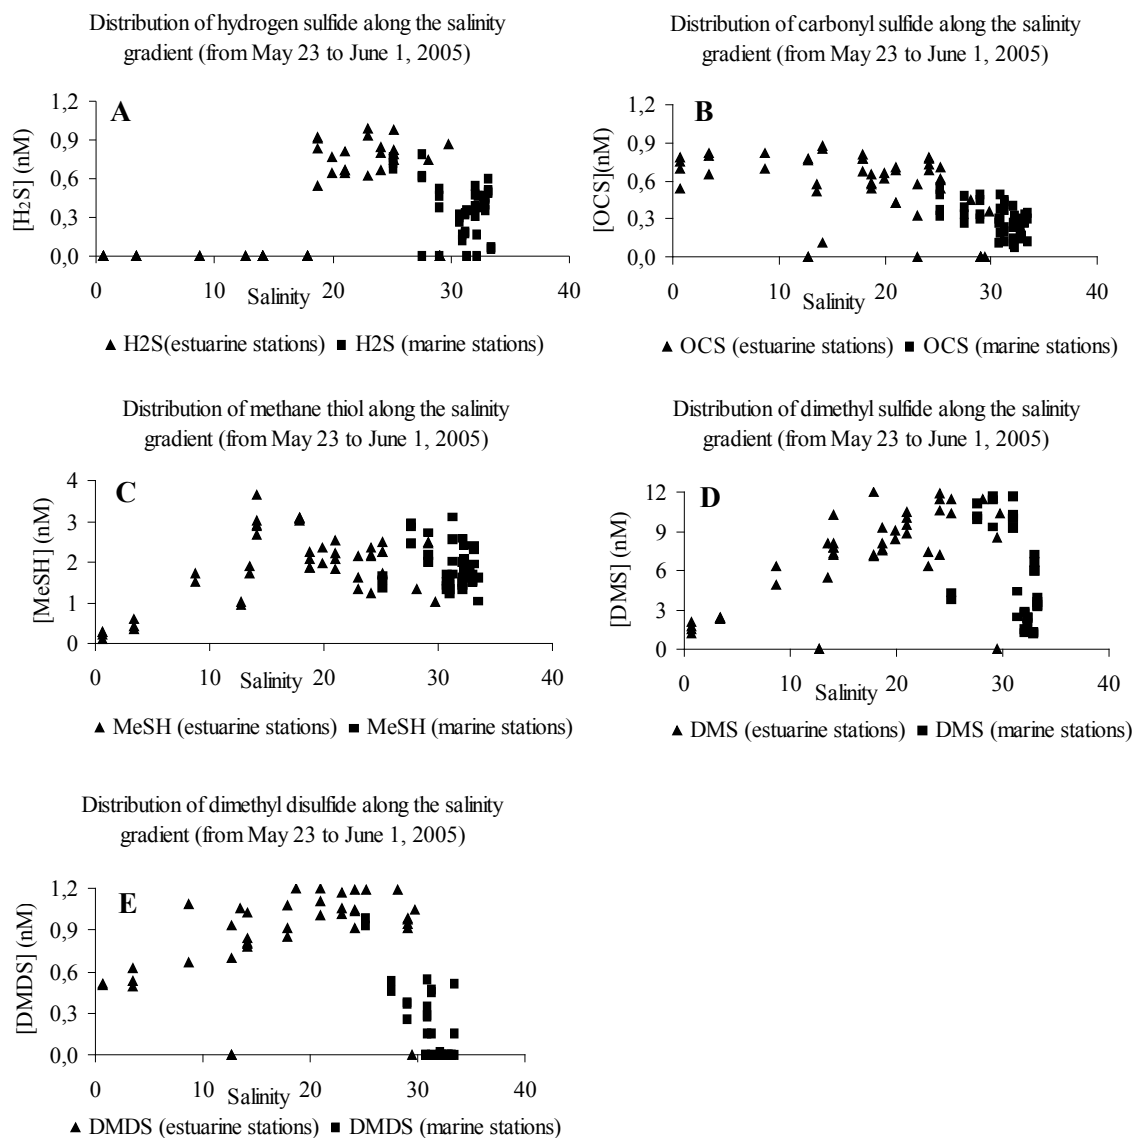 Distribution of hydrogen sulfide along the salinity
gradient (from May 23 to June 1, 2005)
A
[H2S] (nM)
1,2
0,9
0,6
0,3
0,0
0 10 20 30 40
Salinity
H2S(estuarine stations) H2S (marine stations)
Distribution of carbonyl sulfide along the salinity
gradient (from May 23 to June 1, 2005)
B
[OCS](nM)
1,2
0,9
0,6
0,3
0,0
0 10 20 30 40
Salinity
OCS (estuarine stations) OCS (marine stations)
Distribution of methane thiol along the salinity
gradient (from May 23 to June 1, 2005)
C
[MeSH] (nM)
4
3
2
1
0
0 10 20 30 40
Salinity
MeSH (estuarine stations) MeSH (marine stations)
Distribution of dimethyl sulfide along the salinity
gradient (from May 23 to June 1, 2005)
D
[DMS] (nM)
12
9
6
3
0
0 10 20 30 40
Salinity
DMS (estuarine stations) DMS (marine stations)
Distribution of dimethyl disulfide along the salinity
gradient (from May 23 to June 1, 2005)
E
[DMDS] (nM)
1,2
0,9
0,6
0,3
0,0
0 10 20 30 40
Salinity
DMDS (estuarine stations) DMDS (marine stations)